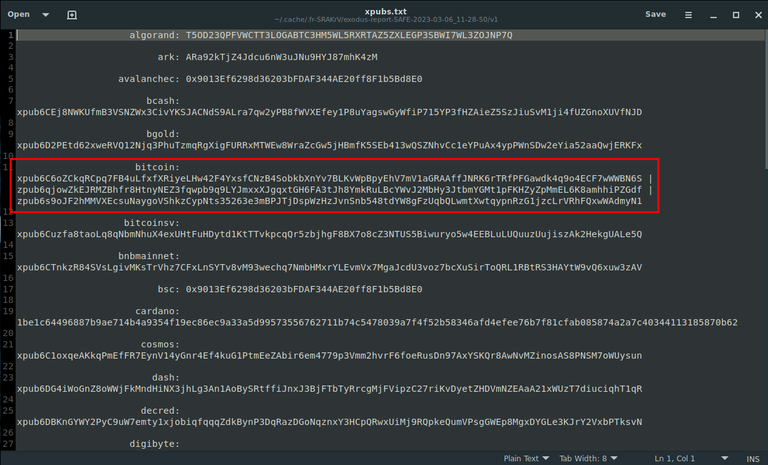 xpubs.txt
~/.cache/.fr-SRAKrV/exodus-report-SAFE-2023-03-06_11-28-50/v1
Save
1 algorand: T5OD23QPFVWCTT3LOGABTC3HM5WL5RXRTAZ5ZXLEGP3SBWI7WL3ZOJNP7Q
2
3 ark: ARa92kTjZ4Jdcu6nW3uJNu9HYJ87mhK4zM
4
5 avalanchec: 0x9013Ef6298d36203bFDAF344AE20ff8F1b5Bd8E0
6
7 bcash:
xpub6CEj8NWKUfmB3VSNZWx3CivYKSJACNdS9ALra7qw2yPB8fWVXEfey1P8uYagswGyWfiP715YP3fHZAieZ5SzJiuSvM1ji4fUZGnoXUVfNJD
8
9 bgold:
xpub6D2PEtd62xweRVQ12Njq3PhuTzmqRgXigFURRxMTWEw8WraZcGw5jHBmfK5SEb413wQSZNhvCc1eYPuAx4ypPWnSDw2eYia52aaQwjERKFx
10
11 bitcoin:
xpub6C6oZCkqRCpq7FB4uLfxfXRiyeLHw42F4YxsfCNzB4SobkbXnYv7BLKvWpBpyEhV7mV1aGRAAffJNRK6rTRfPFGawdk4q9o4ECF7wWWBN6S |
zpub6qjowZkEJRMZBhfr8HtnyNEZ3fqwpb9q9LYJmxxXJgqxtGH6FA3tJh8YmkRuLBcYWvJ2MbHy3JtbmYGMt1pFKHZyZpMmEL6K8amhhiPZGdf |
ypub6s9oJF2hMMVXEcsuNaygoVShkzCypNts35263e3mBPJTjDspWzHzJvnSnb548tdYW8gFzUqbQLwmtXwtqypnRzG1jzcLrVRhFQxwWAdmyN1
12
13 bitcoinsv:
xpub6Cuzfa8taoLq8qNbmNhuX4exUHtFuHDytd1KtTTvkpcqQr5zbjhgF8BX7o8cZ3NTUS5Biwuryo5w4EEBLuLUQuuzUujiszAk2HekgUALe5Q
14
15 bnbmainnet:
xpub6CTnkzR84SVsLgivMKsTrVhz7CFxLnSYTv8vM93wechq7NmbHMxrYLEvmVx7MgaJcdU3voz7bcXuSirToQRL1RBtRS3HAYtW9vQ6xuw3zAV
16
17 bsc: 0x9013Ef6298d36203bFDAF344AE20ff8F1b5Bd8E0
18
19 cardano:
1be1c64496887b9ae714b4a9354f19ec86ec9a33a5d99573556762711b74c5478039a7f4f52b58346afd4efee76b7f81cfab085874a2a7c40344113185870b62
20
21 cosmos:
xpub6C1oxqeAKkqPmEfFR7EynV14yGnr4Ef4kuG1PtmEeZAbir6em4779p3Vmm2hvrF6foeRusDn97AxYSKQr8AwNvMZinosAS8PNSM7oWUysun
22
23 dash:
xpub6DG4iWoGnZ8oWWjFkMndHiNX3jhLg3An1AoBySRtffiJnxJ3BjFTbTyRrcgMjFVipzC27riKvDyetZHDVmNZEAaA21xWUzT7diuciqhT1qR
24
25 decred:
xpub6DBKnGYWY2PyC9uW7emty1xjobiqfqqqZdkBynP3DqRazDGoNqznxY3HCpQRwxUiMj9RQpkeQumVPsgGWEp8MgxDYGLe3KJrY2VxbPTksvN
26
27 digibyte:
Plain Text
Tab Width: 8
Ln 1, Col 1
INS